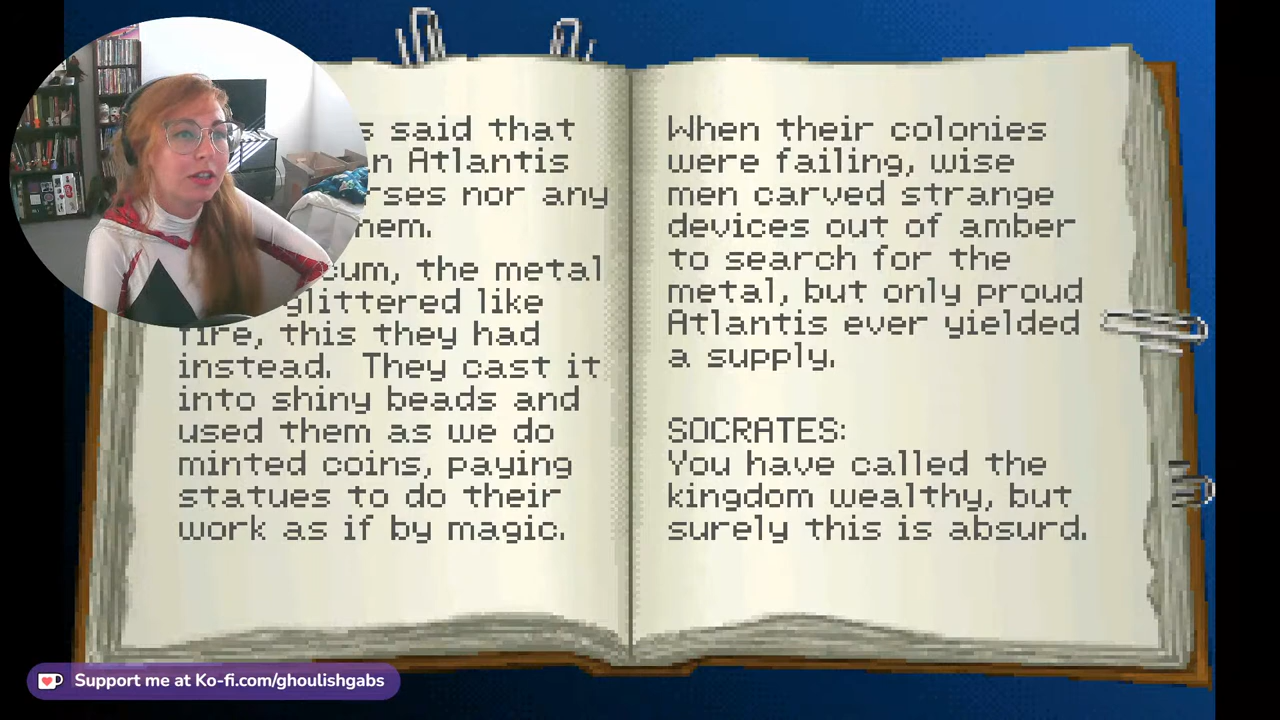 said that
Atlantis
nor any
the metal
glittered like
fire, this they had
instead. They cast it
into shiny beads and
used them as we do
minted coins, paying
statues to do their
work as if by magic.
When their colonies
were failing, wise
men carved strange
devices out of amber
to search for the
metal, but only proud
Atlantis ever yielded
a supply.
SOCRATES:
You have called the
kingdom wealthy, but
surely this is absurd.
Support me at Ko-fi.com/ghoulishgabs